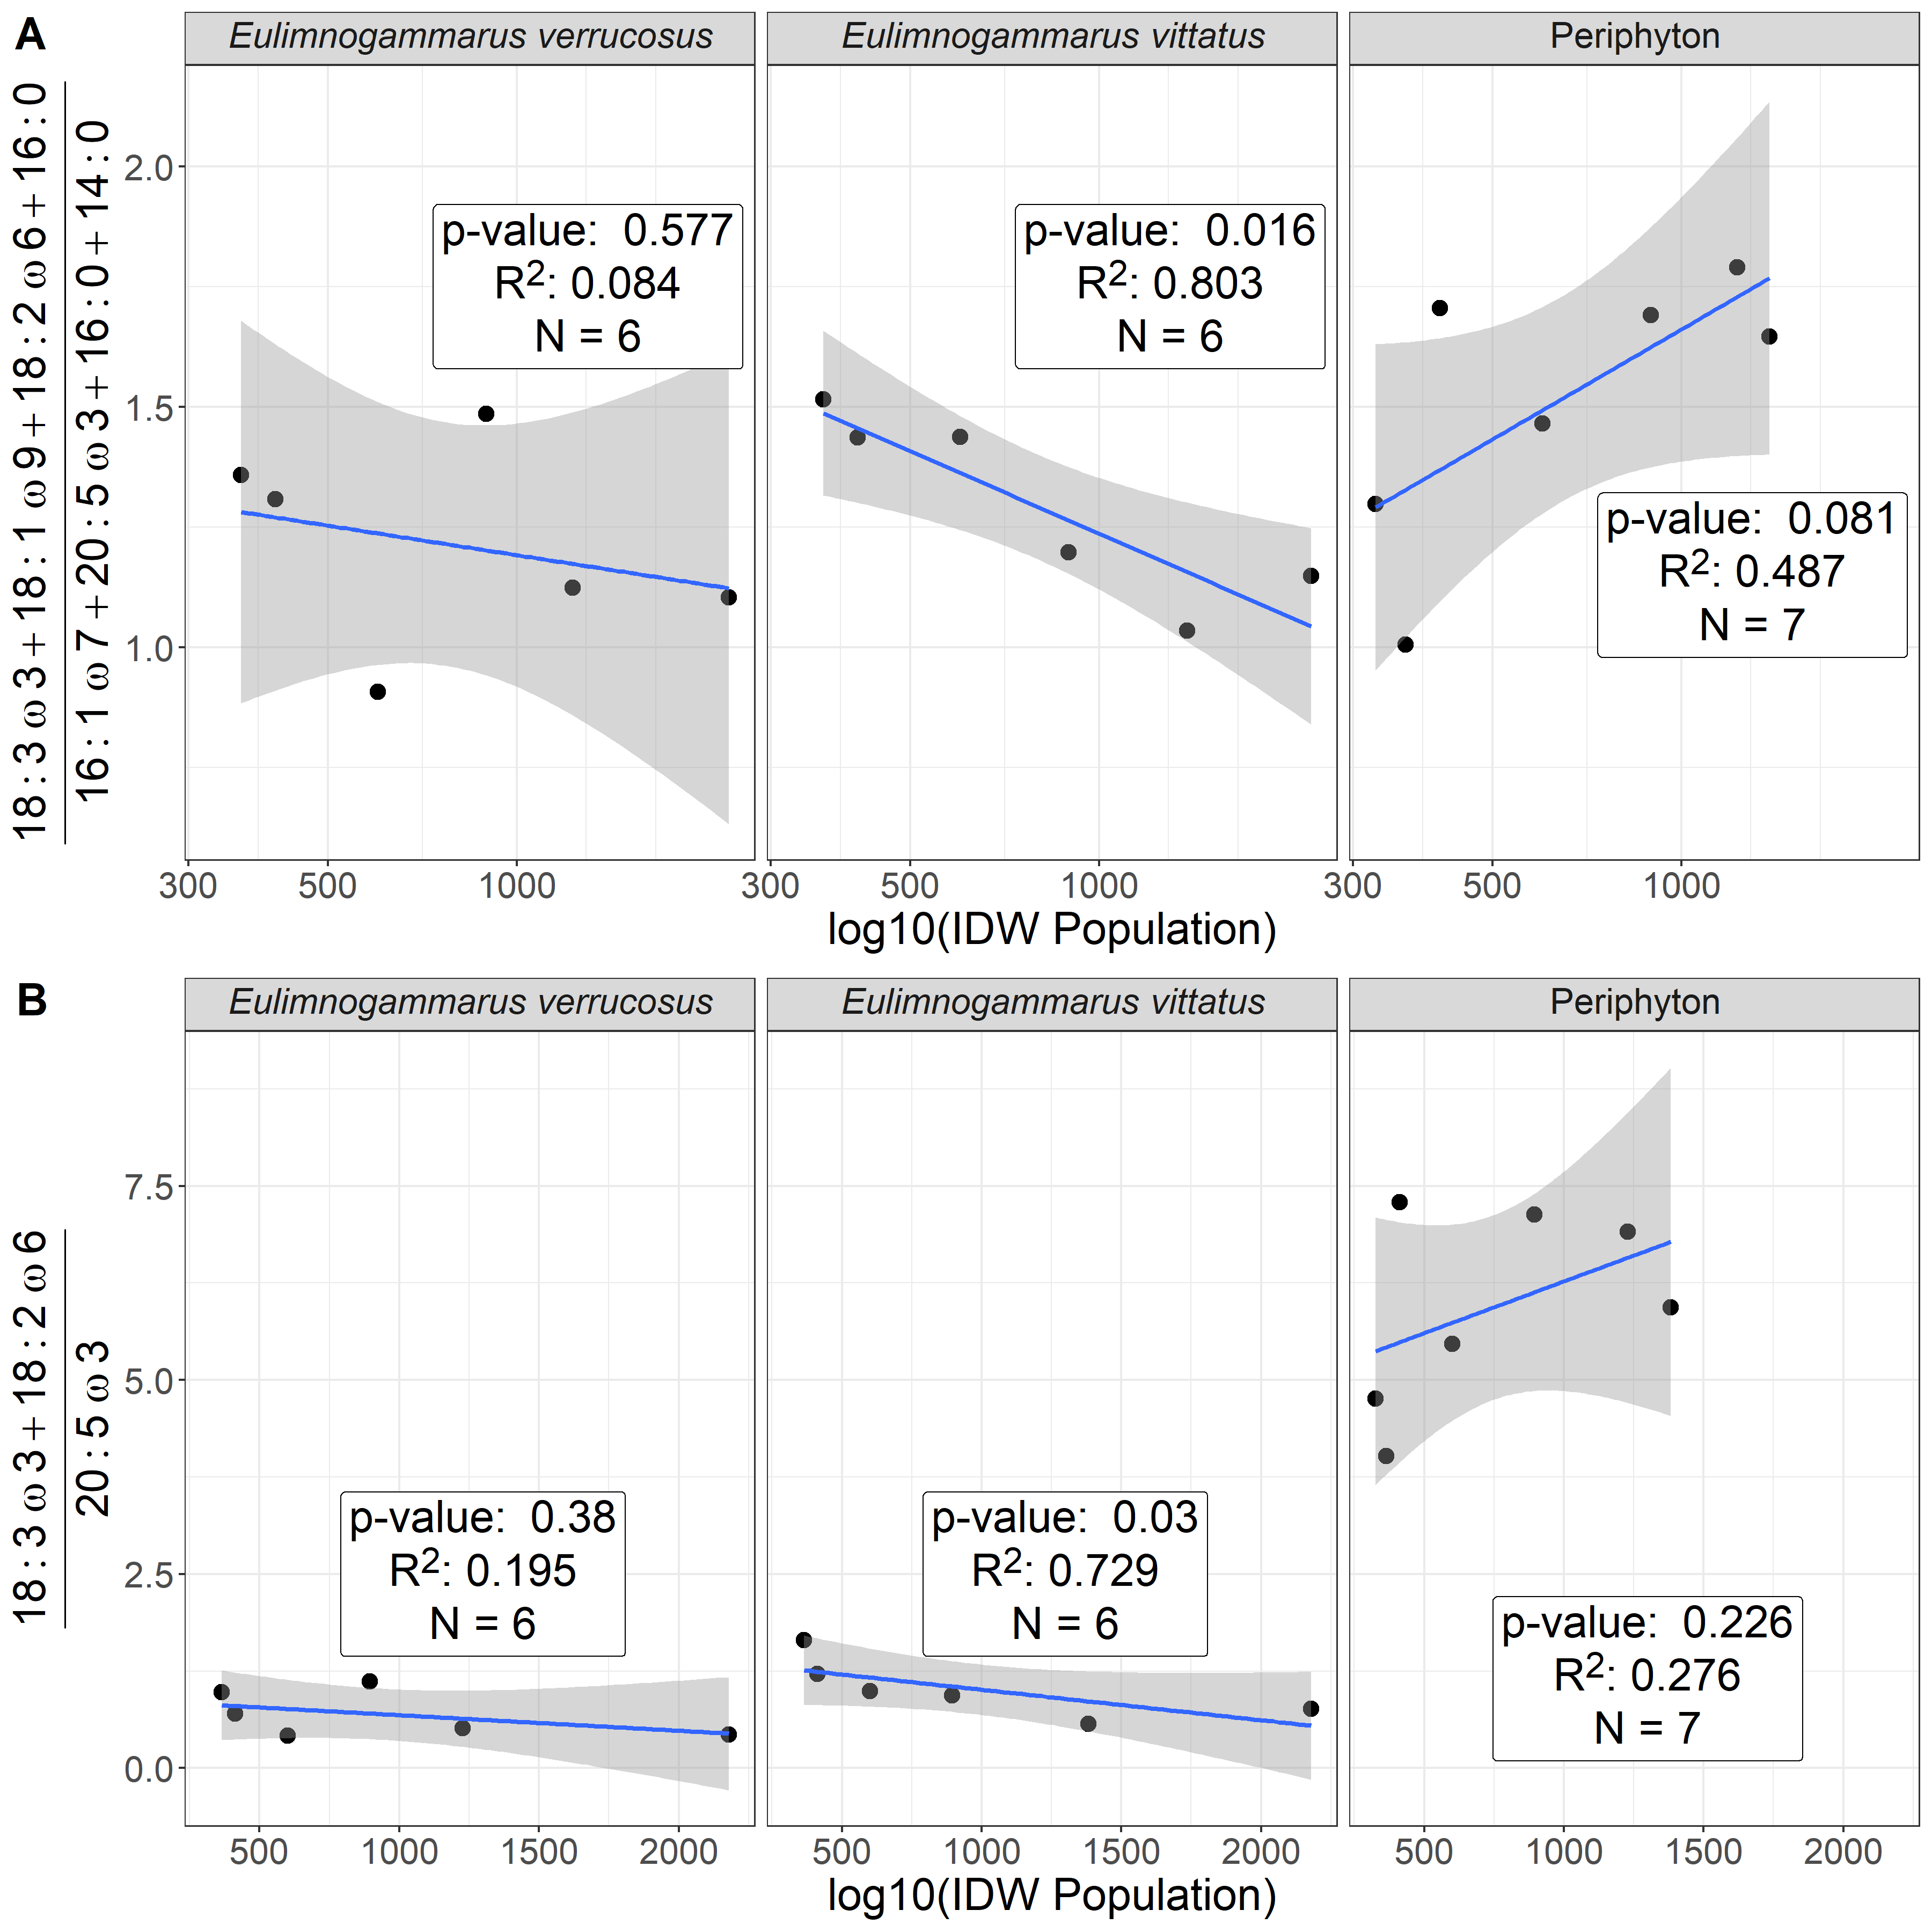 A
Eulimnogammarus verrucosus
Eulimnogammarus vittatus
Periphyton
18:3ω3+18:1ω9+18:2ω6+16:0
16:1ω7+20:5ω3+16:0+14:0
2.0
1.5
1.0
p-value: 0.577
R²: 0.084
N = 6
p-value: 0.016
R²: 0.803
N = 6
p-value: 0.081
R²: 0.487
N = 7
300 500 1000
300 500 1000
300 500 1000
log10(IDW Population)
B
Eulimnogammarus verrucosus
Eulimnogammarus vittatus
Periphyton
18:3ω3+18:2ω6
20:5ω3
7.5
5.0
2.5
0.0
p-value: 0.38
R²: 0.195
N = 6
p-value: 0.03
R²: 0.729
N = 6
p-value: 0.226
R²: 0.276
N = 7
500 1000 1500 2000
500 1000 1500 2000
500 1000 1500 2000
log10(IDW Population)